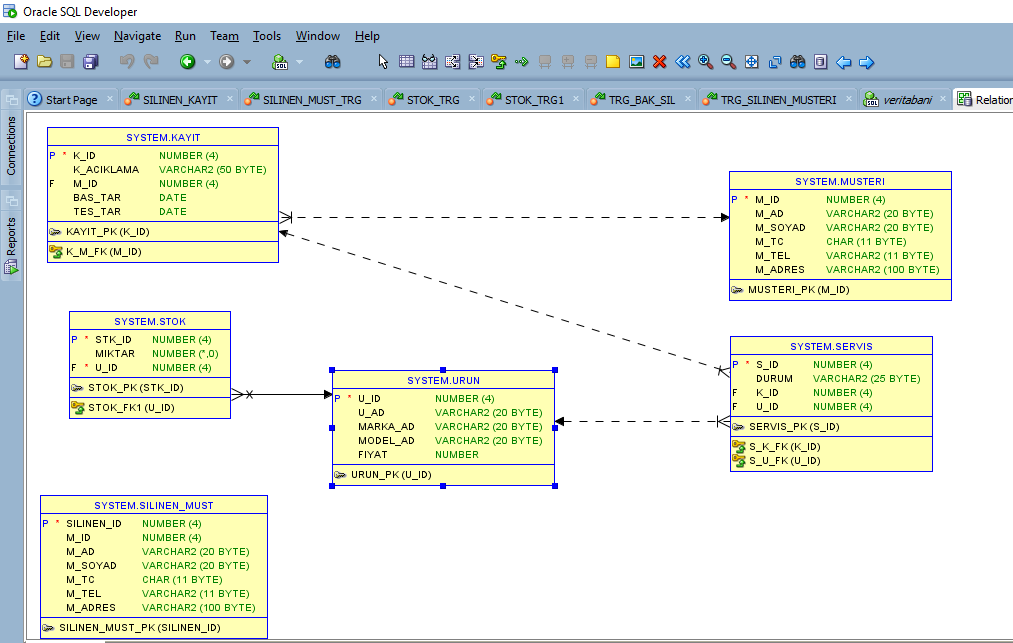 Oracle SQL Developer
File Edit View Navigate Run Team Tools Window Help
Start Page SILINEN_KAYIT SILINEN_MUST_TRG STOK_TRG STOK_TRG1 TRG_BAK_SIL TRG_SILINEN_MUSTERI veritabani Relation
Connections
Reports
SYSTEM.KAYIT
P * K_ID NUMBER (4)
K_ACIKLAMA VARCHAR2 (50 BYTE)
F M_ID NUMBER (4)
BAS_TAR DATE
TES_TAR DATE
KAYIT_PK (K_ID)
K_M_FK (M_ID)
SYSTEM.MUSTERI
P * M_ID NUMBER (4)
M_AD VARCHAR2 (20 BYTE)
M_SOYAD VARCHAR2 (20 BYTE)
M_TC CHAR (11 BYTE)
M_TEL VARCHAR2 (11 BYTE)
M_ADRES VARCHAR2 (100 BYTE)
MUSTERI_PK (M_ID)
SYSTEM.STOK
P * STK_ID NUMBER (4)
MIKTAR NUMBER (*,0)
F * U_ID NUMBER (4)
STOK_PK (STK_ID)
STOK_FK1 (U_ID)
SYSTEM.URUN
P * U_ID NUMBER (4)
U_AD VARCHAR2 (20 BYTE)
MARKA_AD VARCHAR2 (20 BYTE)
MODEL_AD VARCHAR2 (20 BYTE)
FIYAT NUMBER
URUN_PK (U_ID)
SYSTEM.SERVIS
P * S_ID NUMBER (4)
DURUM VARCHAR2 (25 BYTE)
F K_ID NUMBER (4)
F U_ID NUMBER (4)
SERVIS_PK (S_ID)
S_K_FK (K_ID)
S_U_FK (U_ID)
SYSTEM.SILINEN_MUST
P * SILINEN_ID NUMBER (4)
M_ID NUMBER (4)
M_AD VARCHAR2 (20 BYTE)
M_SOYAD VARCHAR2 (20 BYTE)
M_TC CHAR (11 BYTE)
M_TEL VARCHAR2 (11 BYTE)
M_ADRES VARCHAR2 (100 BYTE)
SILINEN_MUST_PK (SILINEN_ID)